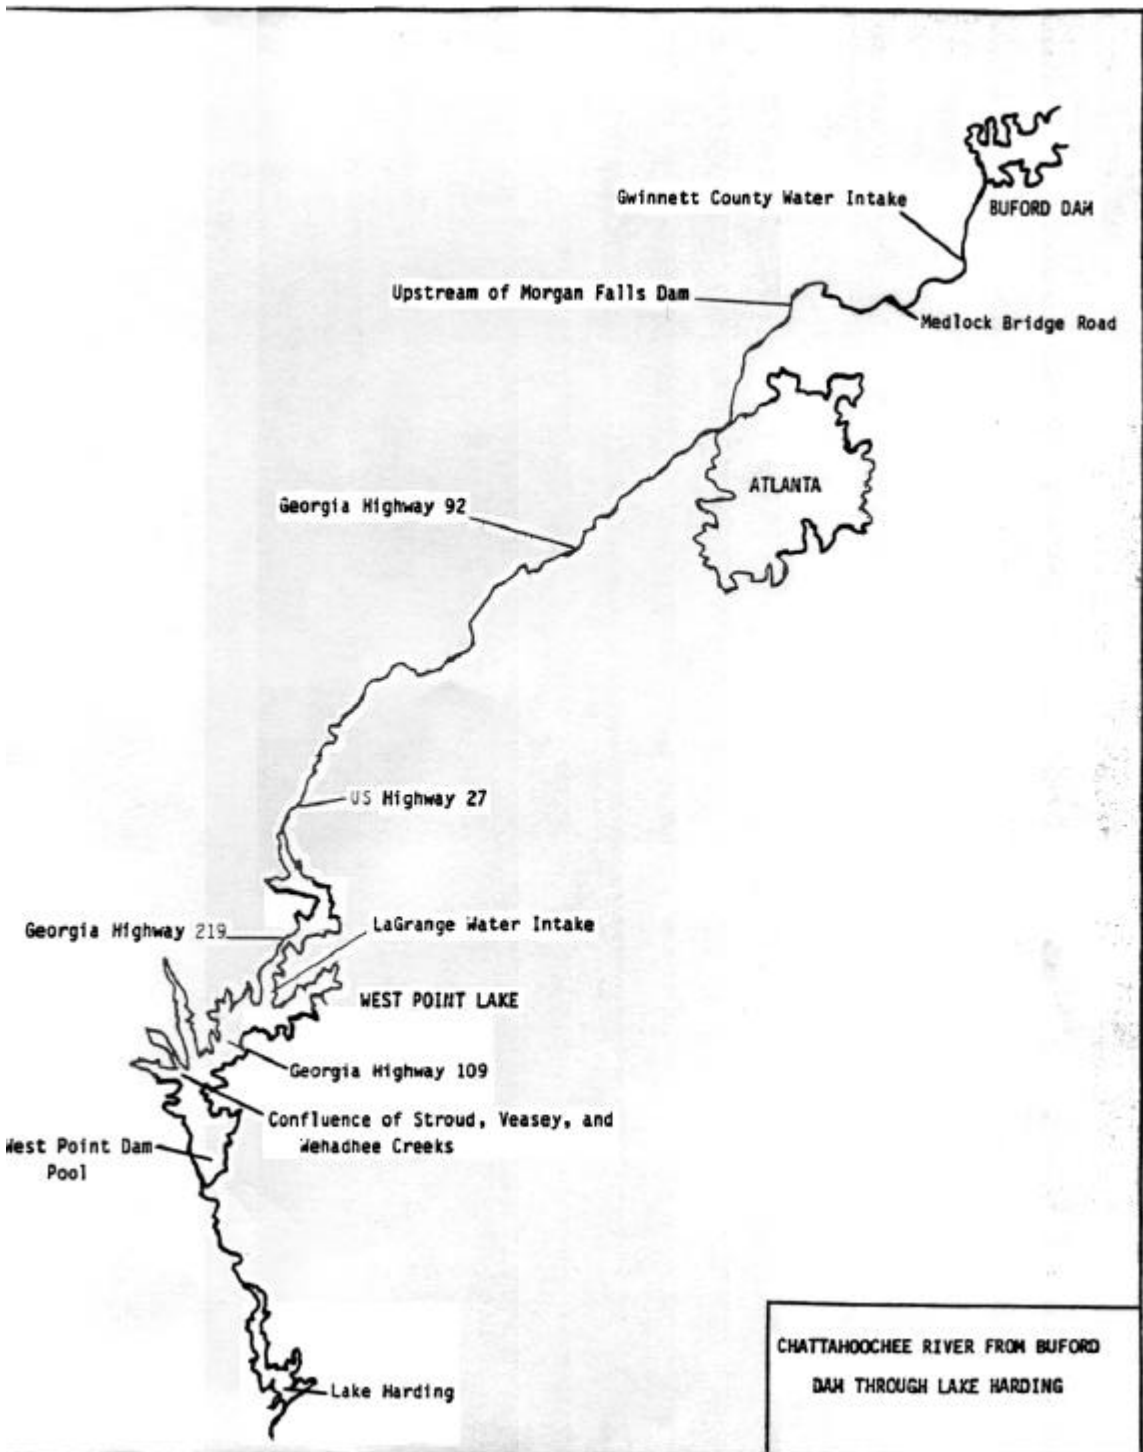 Gwinnett County Water Intake
BUFORD DAM
Upstream of Morgan Falls Dam
Medlock Bridge Road
ATLANTA
Georgia Highway 92
US Highway 27
Georgia Highway 219
LaGrange Water Intake
WEST POINT LAKE
Georgia Highway 109
Confluence of Stroud, Veasey, and
Wehadhee Creeks
West Point Dam
Pool
Lake Harding
CHATTAHOOCHEE RIVER FROM BUFORD
DAM THROUGH LAKE HARDING